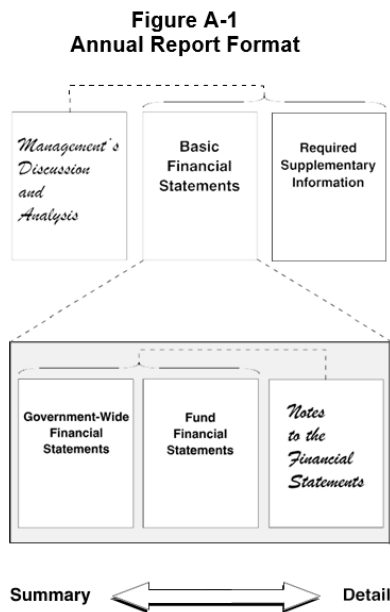 Figure A-1
Annual Report Format
Management's
Discussion
and
Analysis
Basic
Financial
Statements
Required
Supplementary
Information
Government-Wide
Financial
Statements
Fund
Financial
Statements
Notes
to the
Financial
Statements
Summary
Detail